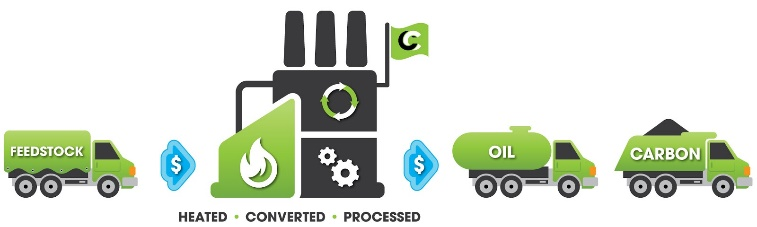 C
FEEDSTOCK
$
$
OIL
CARBON
HEATED • CONVERTED • PROCESSED